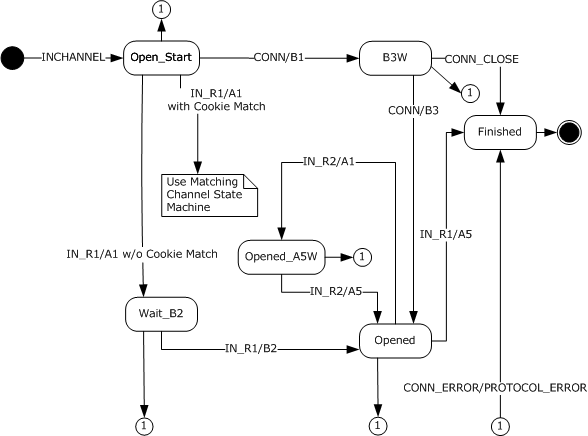 1
INCHANNEL
Open_Start
CONN/B1
B3W
CONN_CLOSE
IN_R1/A1
with Cookie Match
1
CONN/B3
Finished
IN_R2/A1
Use Matching
Channel State
Machine
IN_R1/A5
IN_R1/A1 w/o Cookie Match
Opened_A5W
1
IN_R2/A5
Wait_B2
Opened
IN_R1/B2
CONN_ERROR/PROTOCOL_ERROR
1
1
1